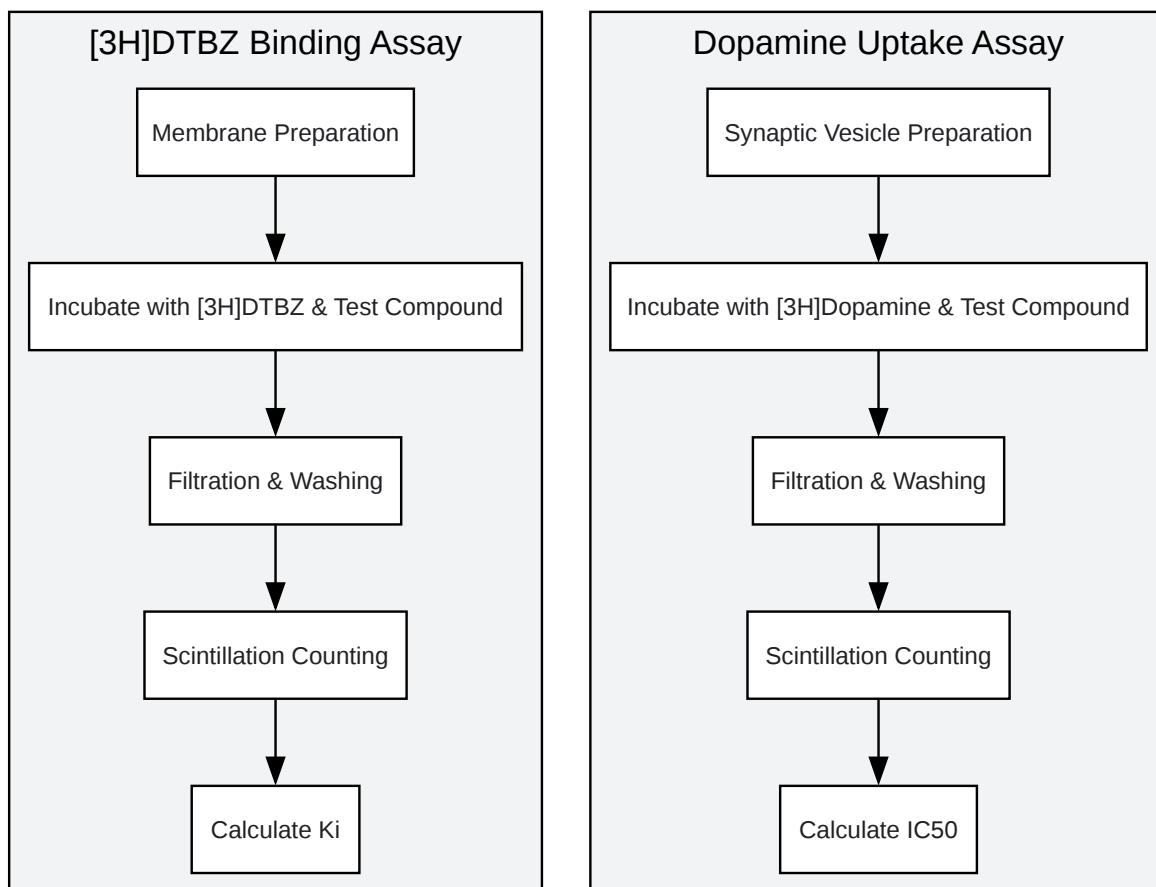 [3H]DTBZ Binding Assay
Membrane Preparation
Incubate with [3H]DTBZ & Test Compound
Filtration & Washing
Scintillation Counting
Calculate Ki
Dopamine Uptake Assay
Synaptic Vesicle Preparation
Incubate with [3H]Dopamine & Test Compound
Filtration & Washing
Scintillation Counting
Calculate IC50